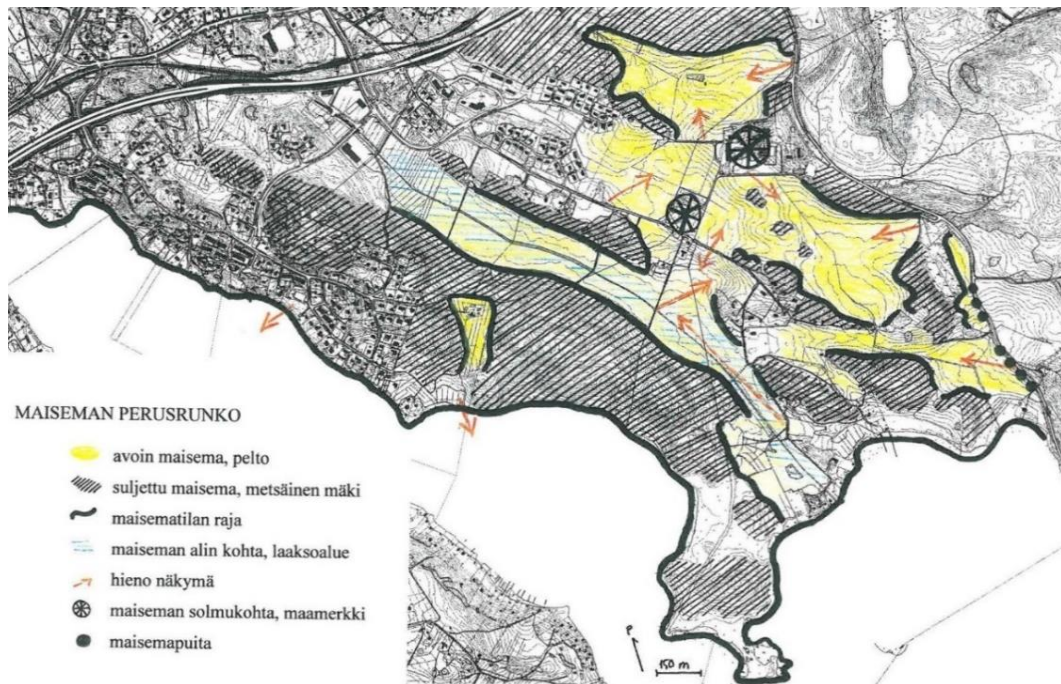 MAISEMAN PERUSRUNKO
avoin maisema, pelto
suljettu maisema, metsäinen mäki
maisematilan raja
maiseman alin kohta, laaksoalue
hieno näkymä
maiseman solmukohta, maamerkki
maisemapuita
P
150 m